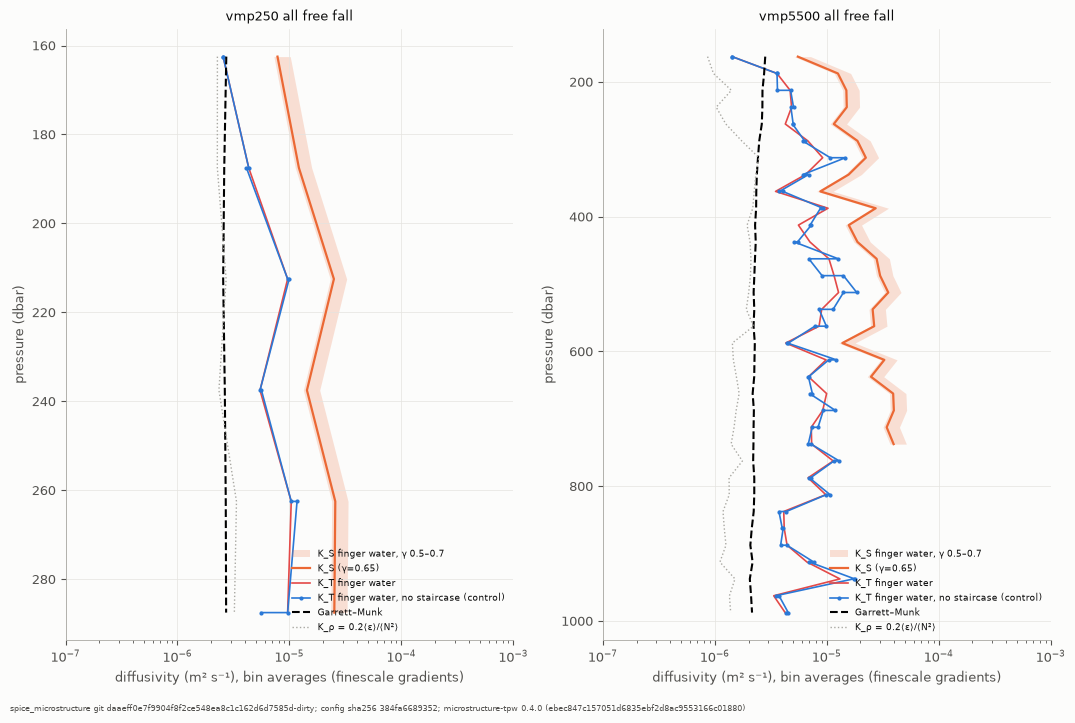 vmp250 all free fall
160
180
200
220
240
260
280
pressure (dbar)
K_S finger water, γ 0.5–0.7
K_S (γ=0.65)
K_T finger water
K_T finger water, no staircase (control)
Garrett–Munk
K_ρ = 0.2⟨ε⟩/⟨N²⟩
10⁻⁷
10⁻⁶
10⁻⁵
10⁻⁴
10⁻³
diffusivity (m² s⁻¹), bin averages (finescale gradients)
vmp5500 all free fall
200
400
600
800
1000
pressure (dbar)
K_S finger water, γ 0.5–0.7
K_S (γ=0.65)
K_T finger water
K_T finger water, no staircase (control)
Garrett–Munk
K_ρ = 0.2⟨ε⟩/⟨N²⟩
10⁻⁷
10⁻⁶
10⁻⁵
10⁻⁴
10⁻³
diffusivity (m² s⁻¹), bin averages (finescale gradients)
spice_microstructure git daaeff0e7f9904f8f2ce548ea8c1c162d6d7585d-dirty; config sha256 384fa6689352; microstructure-tpw 0.4.0 (ebec847c157051d6835ebf2d8ac9553166c01880)